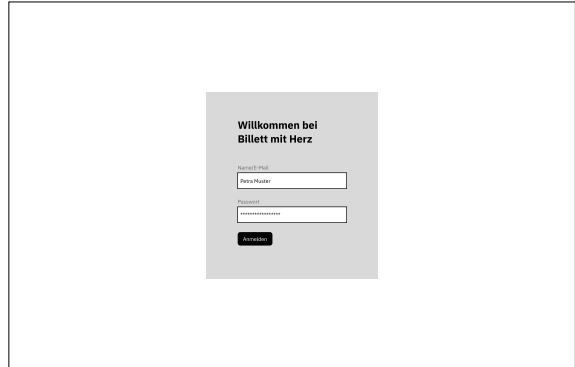 Willkommen bei
Billett mit Herz
Name/E-Mail
Petra Muster
Passwort
*****************
Anmelden